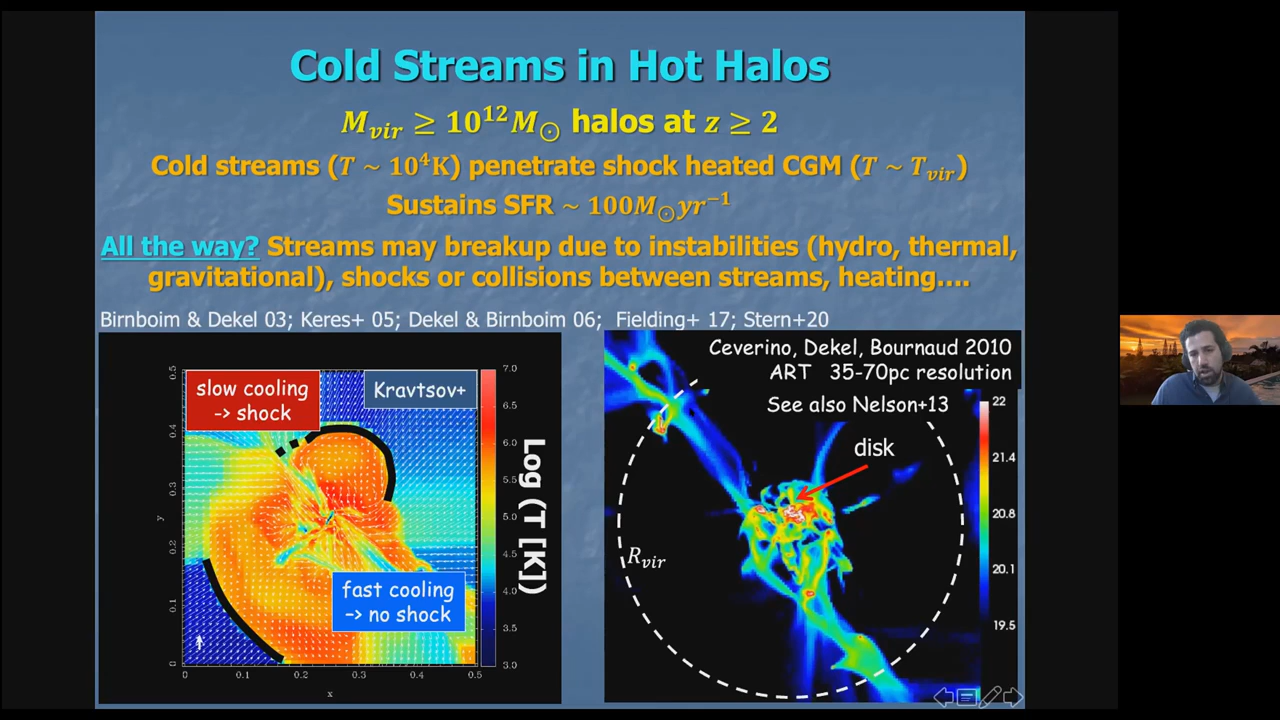 Cold Streams in Hot Halos
M_{vir} ≥ 10^{12}M_☉ halos at z ≥ 2
Cold streams (T ~ 10^4K) penetrate shock heated CGM (T ~ T_{vir})
Sustains SFR ~ 100M_☉yr^{-1}
All the way? Streams may breakup due to instabilities (hydro, thermal,
gravitational), shocks or collisions between streams, heating....
Birnboim & Dekel 03; Keres+ 05; Dekel & Birnboim 06; Fielding+ 17; Stern+20
slow cooling
-> shock
Kravtsov+
fast cooling
-> no shock
0.5
0.4
0.3
y
0.2
0.1
0
0 0.1 0.2 0.3 0.4 0.5
x
7.0
6.5
6.0
5.5
5.0
4.5
4.0
3.5
3.0
Log (T [K])
Ceverino, Dekel, Bournaud 2010
ART 35-70pc resolution
See also Nelson+13
disk
R_{vir}
22
21.4
20.8
20.1
19.5